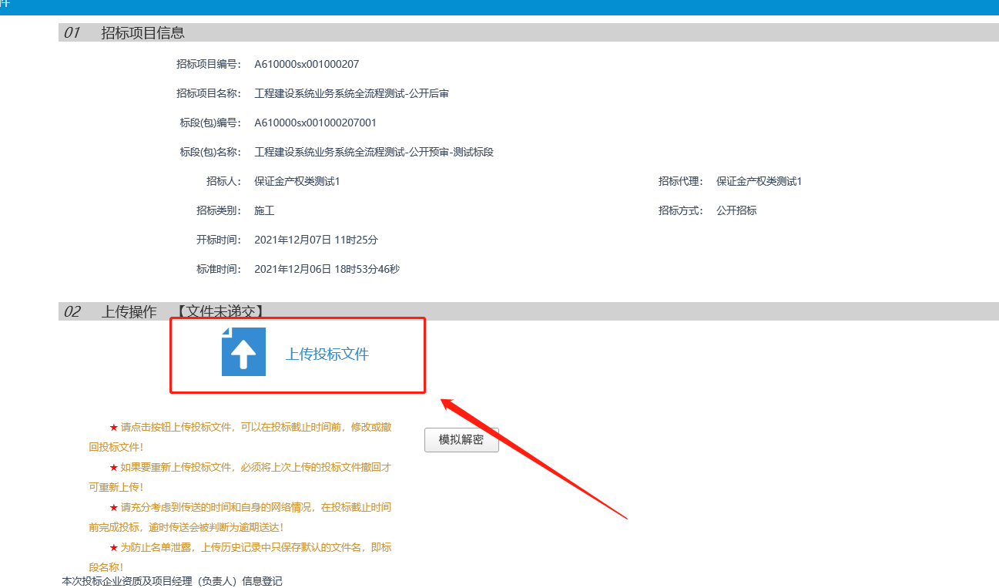 件
01 招标项目信息
招标项目编号： A610000sx001000207
招标项目名称： 工程建设系统业务系统全流程测试-公开后审
标段(包)编号： A610000sx001000207001
标段(包)名称： 工程建设系统业务系统全流程测试-公开预审-测试标段
招标人： 保证金产权类测试1 招标代理： 保证金产权类测试1
招标类别： 施工 招标方式： 公开招标
开标时间： 2021年12月07日 11时25分
标准时间： 2021年12月06日 18时53分46秒
02 上传操作 【文件未递交】
上传投标文件
★ 请点击按钮上传投标文件，可以在投标截止时间前，修改或撤
回投标文件！
★ 如果要重新上传投标文件，必须将上次上传的投标文件撤回才
可重新上传！
★ 请充分考虑到传送的时间和自身的网络情况，在投标截止时间
前完成投标，逾时传送会被判断为逾期送达！
★ 为防止名单泄露，上传历史记录中只保存默认的文件名，即标
段名称！
模拟解密
本次投标企业资质及项目经理（负责人）信息登记